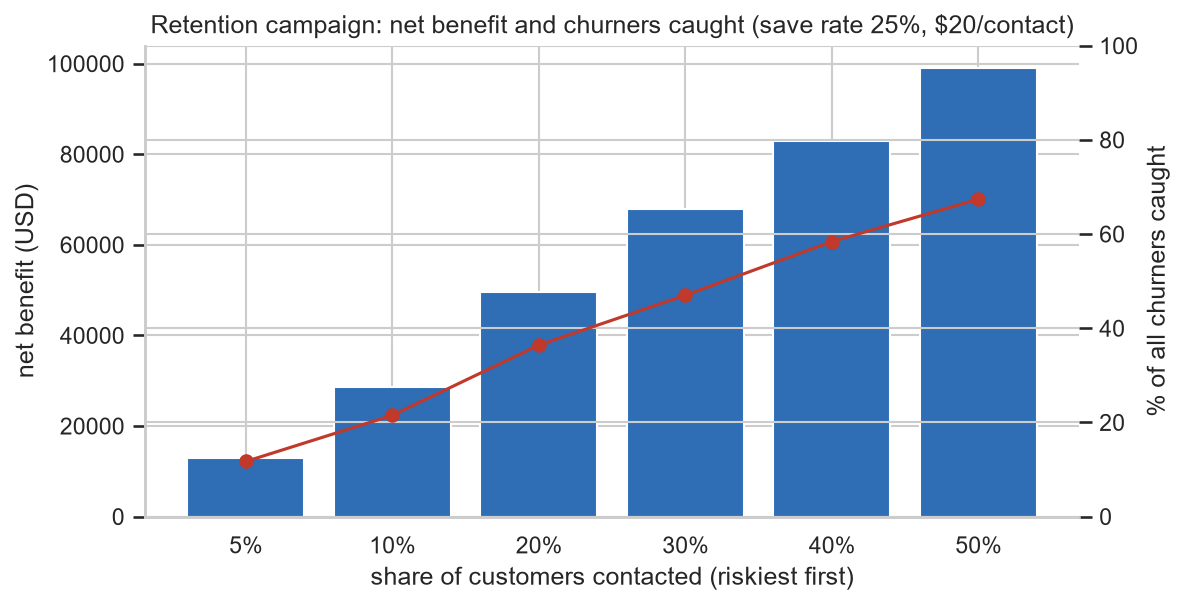 Retention campaign: net benefit and churners caught (save rate 25%, $20/contact)
net benefit (USD)
100000
80000
60000
40000
20000
0
100
80
60
40
20
0
% of all churners caught
5% 10% 20% 30% 40% 50%
share of customers contacted (riskiest first)